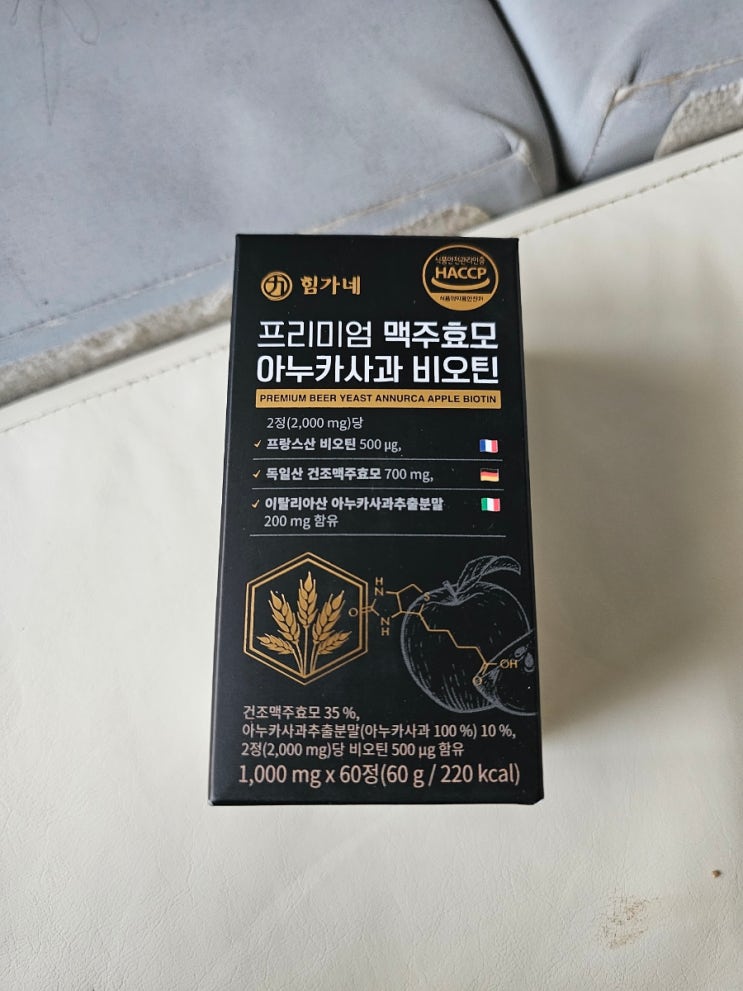 힘가네
식품안전관리인증
HACCP
식품의약품안전처
프리미엄 맥주효모
아누카사과 비오틴
PREMIUM BEER YEAST ANNURCA APPLE BIOTIN
2정(2,000 mg)당
프랑스산 비오틴 500 µg,
독일산 건조맥주효모 700 mg,
이탈리아산 아누카사과추출분말
200 mg 함유
H
N
S
O
N
H
OH
O
건조맥주효모 35 %,
아누카사과추출분말(아누카사과 100 %) 10 %,
2정(2,000 mg)당 비오틴 500 µg 함유
1,000 mg x 60정(60 g / 220 kcal)